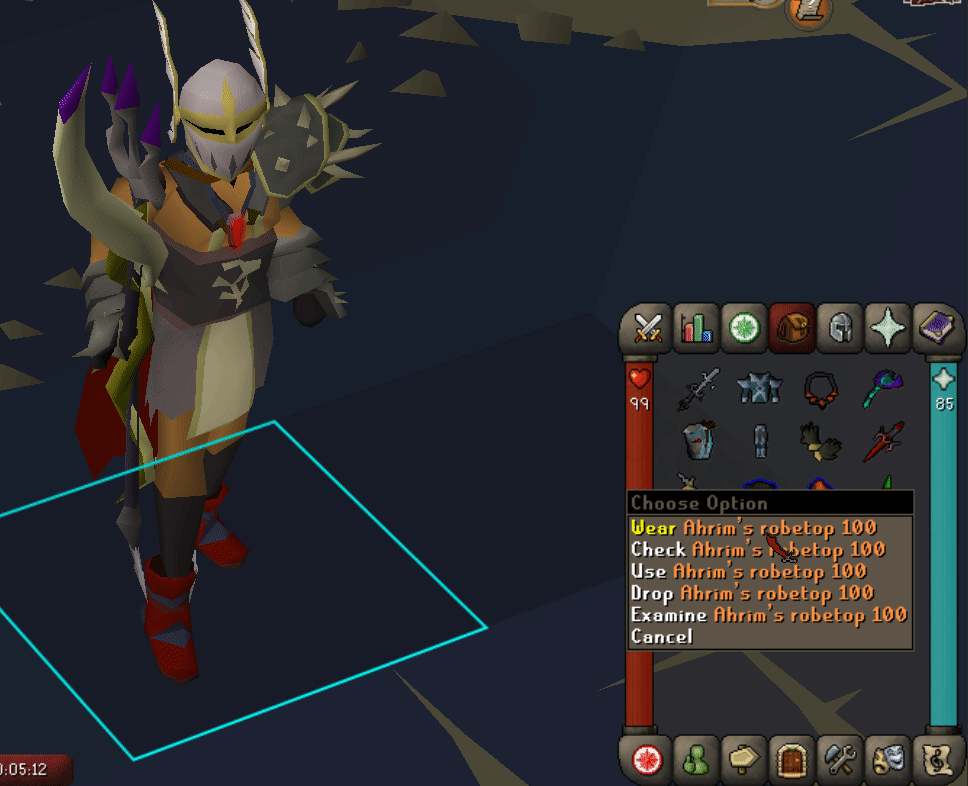 99
85
Choose Option
Wear Ahrim's robetop 100
Check Ahrim's robetop 100
Use Ahrim's robetop 100
Drop Ahrim's robetop 100
Examine Ahrim's robetop 100
Cancel
:05:12